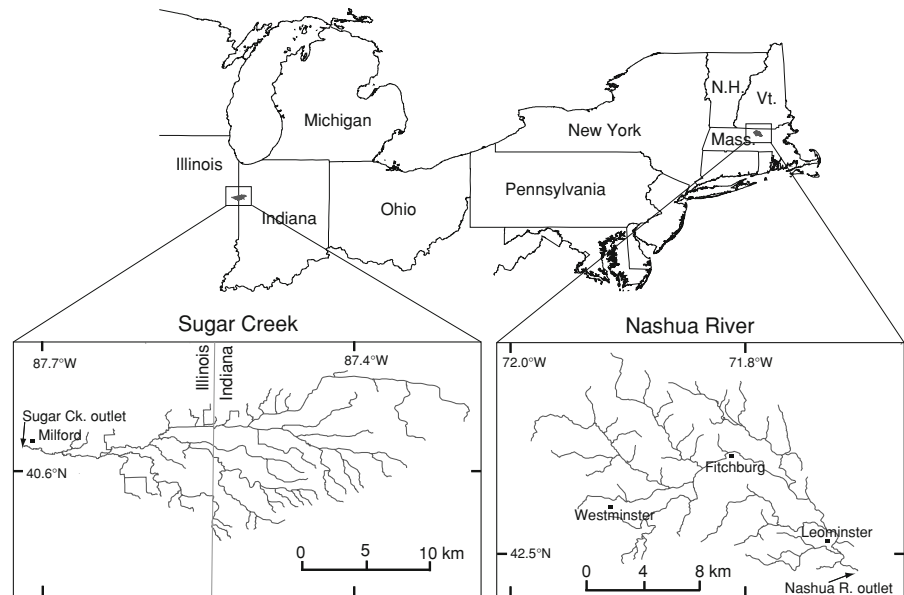 Michigan
N.H.
Vt.
New York
Mass.
Illinois
Pennsylvania
Ohio
Indiana
Sugar Creek
Nashua River
87.7°W
87.4°W
Illinois
Indiana
Sugar Ck. outlet
Milford
40.6°N
0 5 10 km
72.0°W
71.8°W
Fitchburg
Westminster
Leominster
42.5°N
0 4 8 km
Nashua R. outlet